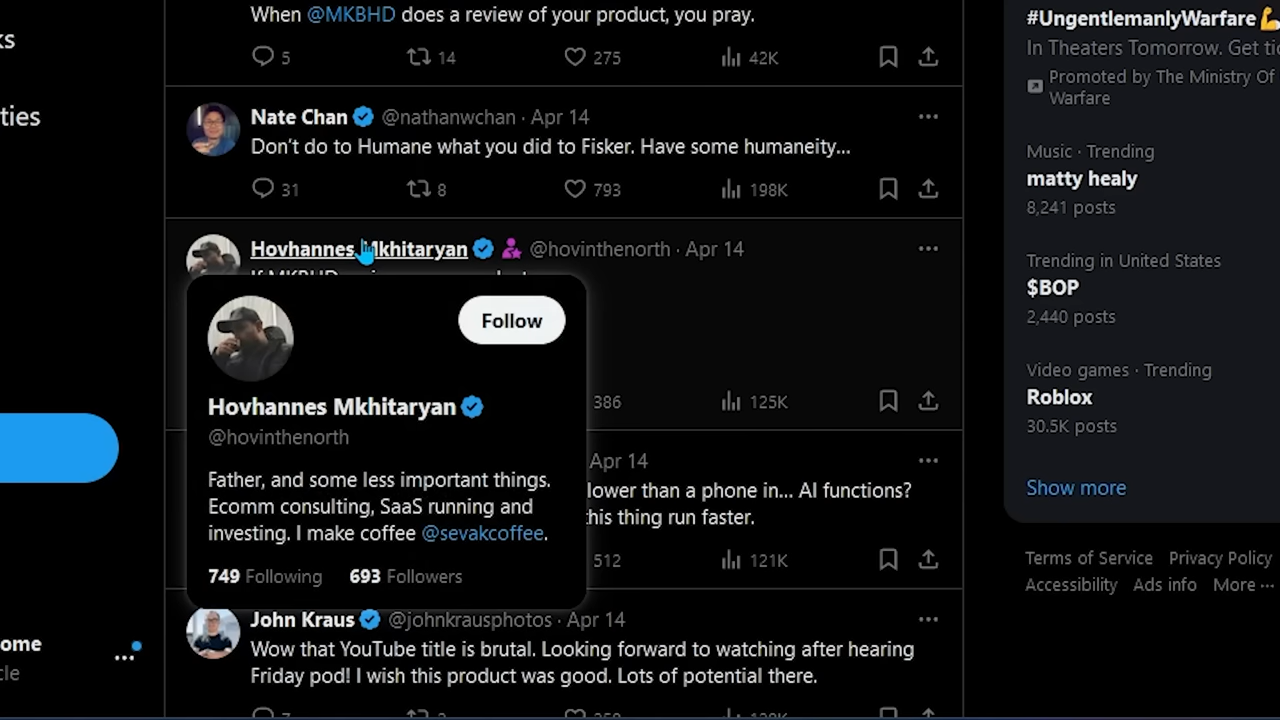 When @MKBHD does a review of your product, you pray.
5 14 275 42K
Nate Chan @nathanwchan · Apr 14 ···
Don't do to Humane what you did to Fisker. Have some humaneity...
31 8 793 198K
Hovhannes Mkhitaryan @hovinthenorth · Apr 14 ···
If MKBHD
386 125K
Follow
Hovhannes Mkhitaryan
@hovinthenorth
Father, and some less important things.
Ecomm consulting, SaaS running and
investing. I make coffee @sevakcoffee.
749 Following 693 Followers
Apr 14 ···
lower than a phone in... AI functions?
this thing run faster.
512 121K
John Kraus @johnkrausphotos · Apr 14 ···
Wow that YouTube title is brutal. Looking forward to watching after hearing
Friday pod! I wish this product was good. Lots of potential there.
ks
ties
ome
cle
#UngentlemanlyWarfare💪
In Theaters Tomorrow. Get tic
Promoted by The Ministry Of
Warfare
Music · Trending
matty healy
8,241 posts
Trending in United States
$BOP
2,440 posts
Video games · Trending
Roblox
30.5K posts
Show more
Terms of Service Privacy Policy
Accessibility Ads info More ···